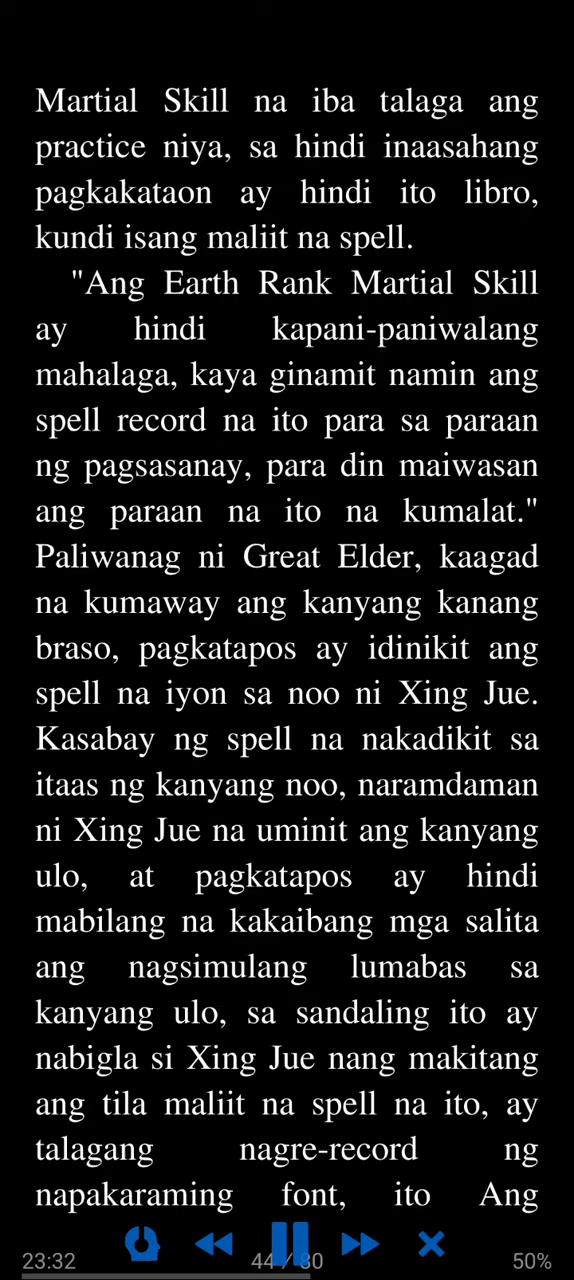 Martial Skill na iba talaga ang
practice niya, sa hindi inaasahang
pagkakataon ay hindi ito libro,
kundi isang maliit na spell.
"Ang Earth Rank Martial Skill
ay hindi kapani-paniwalang
mahalaga, kaya ginamit namin ang
spell record na ito para sa paraan
ng pagsasanay, para din maiwasan
ang paraan na ito na kumalat."
Paliwanag ni Great Elder, kaagad
na kumaway ang kanyang kanang
braso, pagkatapos ay idinikit ang
spell na iyon sa noo ni Xing Jue.
Kasabay ng spell na nakadikit sa
itaas ng kanyang noo, naramdaman
ni Xing Jue na uminit ang kanyang
ulo, at pagkatapos ay hindi
mabilang na kakaibang mga salita
ang nagsimulang lumabas sa
kanyang ulo, sa sandaling ito ay
nabigla si Xing Jue nang makitang
ang tila maliit na spell na ito, ay
talagang nagre-record ng
napakaraming font, ito Ang
23:32 44 / 80 50%